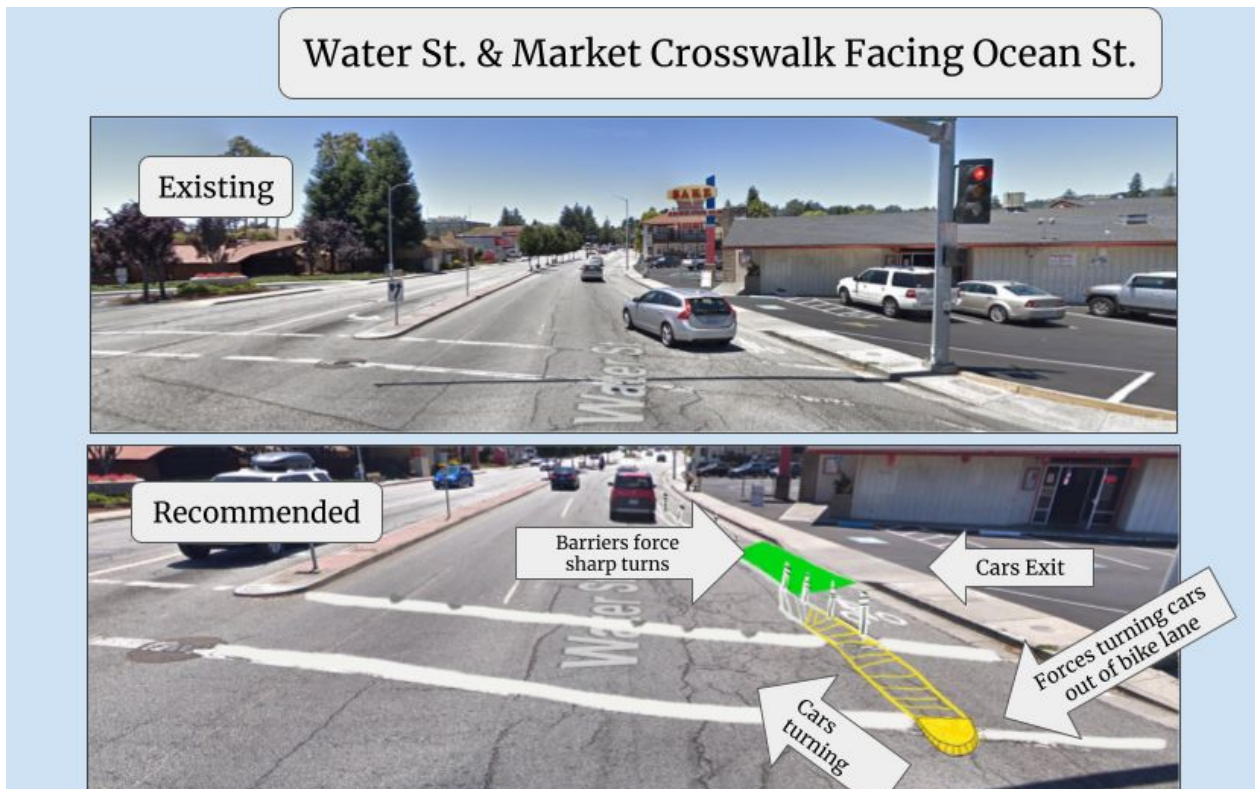 Water St. & Market Crosswalk Facing Ocean St.
Existing
Water St
Recommended
Barriers force
sharp turns
Cars Exit
Forces turning cars
out of bike lane
Water S
Cars
turning